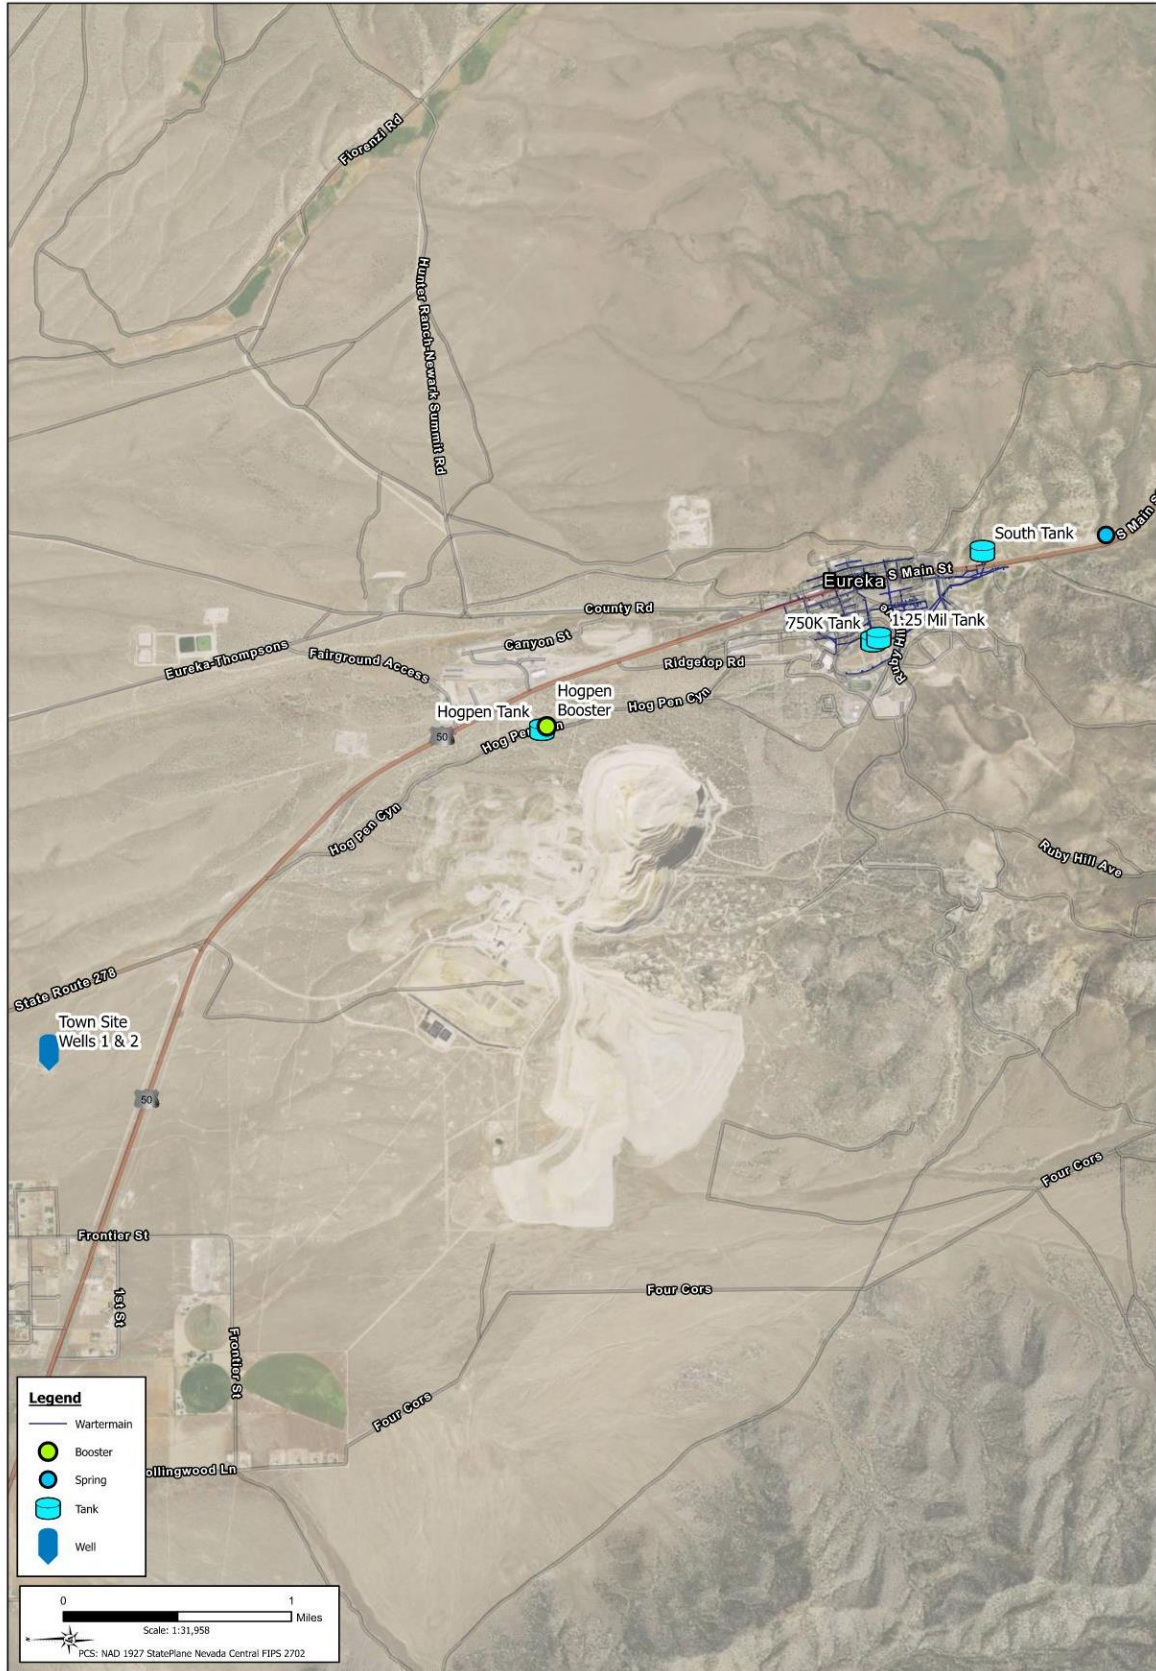 Fiorenzi Rd
Hunter Ranch-Newark Summit Rd
S Main St
South Tank
Eureka
S Main St
County Rd
750K Tank
1.25 Mil Tank
Canyon St
Eureka-Thompsons
Fairground Access
Ridgetop Rd
Hogpen
Booster
Hogpen Tank
Hog Pen Cyn
50
Hog Pen Cyn
Ruby Hill Ave
State Route 278
Town Site
Wells 1 & 2
50
Four Cors
Frontier St
1st St
Four Cors
Frontier St
Four Cors
ollingwood Ln
Legend
Wartermain
Booster
Spring
Tank
Well
0
1
Miles
Scale: 1:31,958
PCS: NAD 1927 StatePlane Nevada Central FIPS 2702